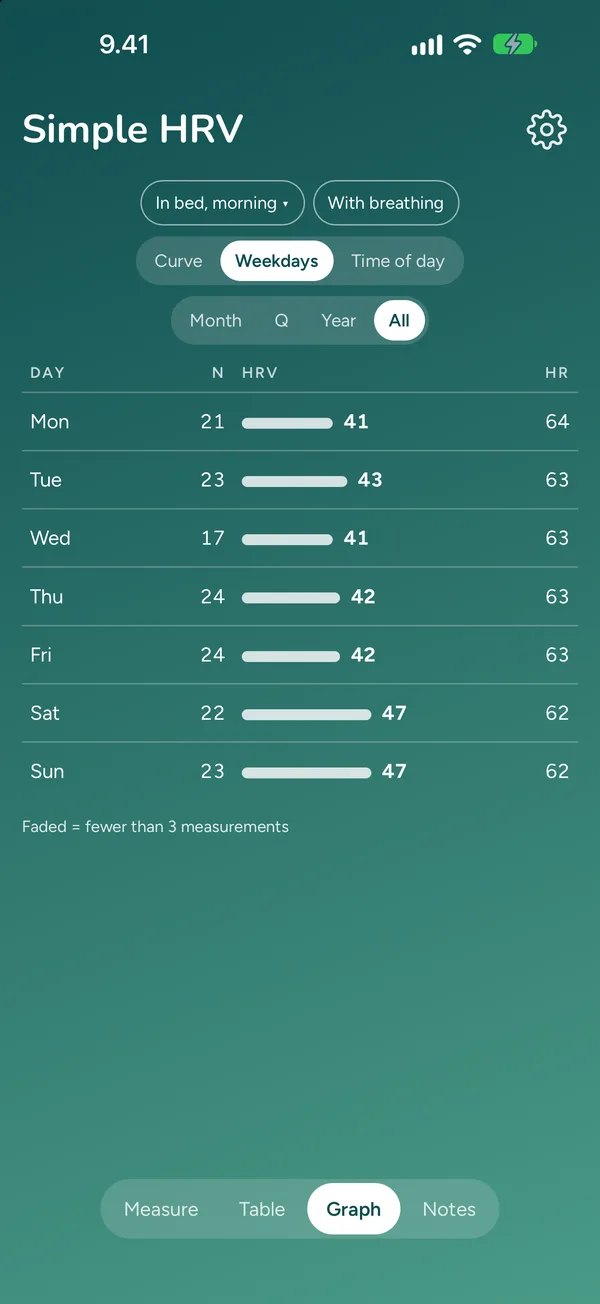 9.41
Simple HRV
In bed, morning ▾ With breathing
Curve Weekdays Time of day
Month Q Year All
DAY N HRV HR
Mon 21 41 64
Tue 23 43 63
Wed 17 41 63
Thu 24 42 63
Fri 24 42 63
Sat 22 47 62
Sun 23 47 62
Faded = fewer than 3 measurements
Measure Table Graph Notes